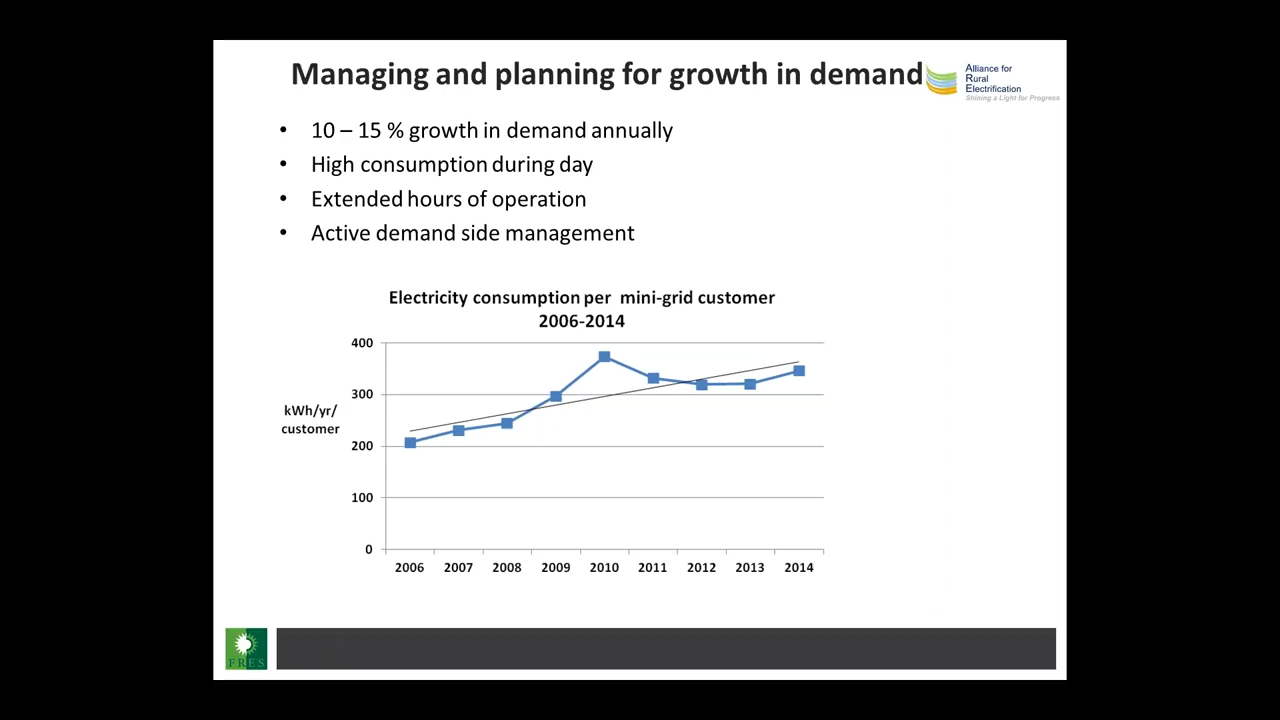 Managing and planning for growth in demand
Alliance for
Rural
Electrification
Shining a Light for Progress
• 10 – 15 % growth in demand annually
• High consumption during day
• Extended hours of operation
• Active demand side management
Electricity consumption per mini-grid customer
2006-2014
kWh/yr/
customer
400
300
200
100
0
2006 2007 2008 2009 2010 2011 2012 2013 2014
FRES